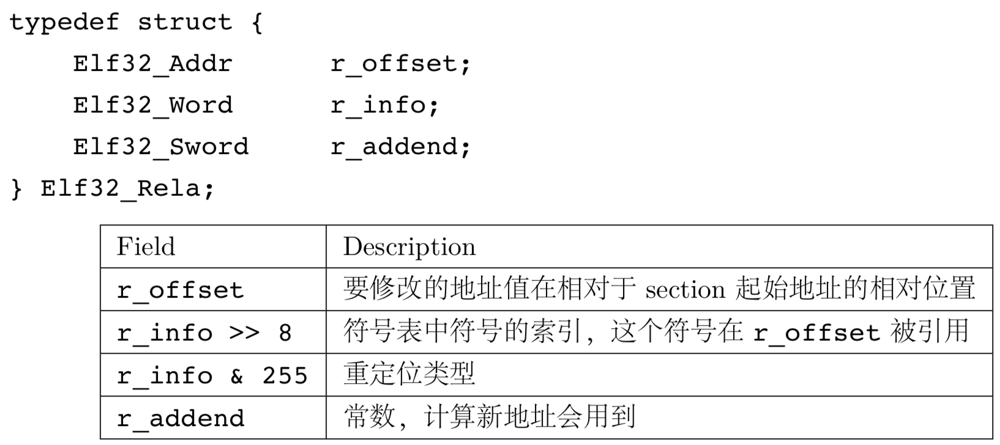 typedef struct {
    Elf32_Addr      r_offset;
    Elf32_Word      r_info;
    Elf32_Sword     r_addend;
} Elf32_Rela;
Field Description
r_offset 要修改的地址值在相对于 section 起始地址的相对位置
r_info >> 8 符号表中符号的索引，这个符号在 r_offset 被引用
r_info & 255 重定位类型
r_addend 常数，计算新地址会用到